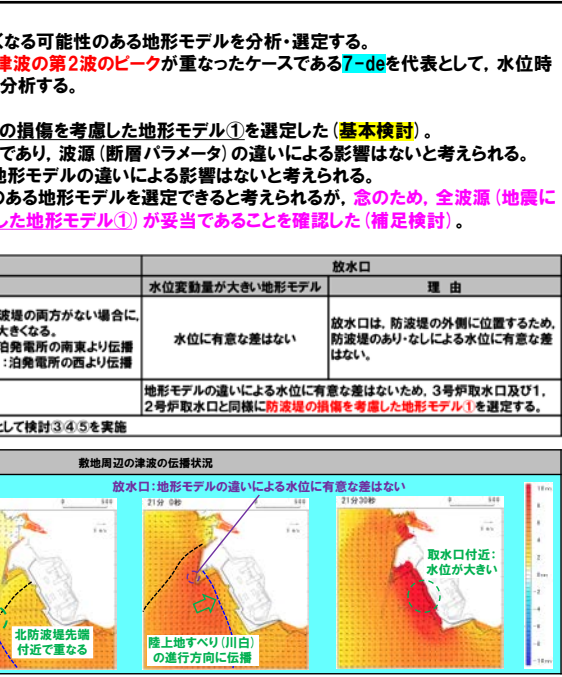 くなる可能性のある地形モデルを分析・選定する。
津波の第2波のピークが重なったケースである7-deを代表として，水位時
分析する。
の損傷を考慮した地形モデル①を選定した（基本検討）。
であり，波源（断層パラメータ）の違いによる影響はないと考えられる。
地形モデルの違いによる影響はないと考えられる。
のある地形モデルを選定できると考えられるが，念のため，全波源（地震に
した地形モデル①）が妥当であることを確認した（補足検討）。
放水口
水位変動量が大きい地形モデル
理 由
波堤の両方がない場合に，
大きくなる。
泊発電所の南東より伝播
：泊発電所の西より伝播
水位に有意な差はない
放水口は，防波堤の外側に位置するため，
防波堤のあり・なしによる水位に有意な差
はない。
地形モデルの違いによる水位に有意な差はないため，3号炉取水口及び1，
2号炉取水口と同様に防波堤の損傷を考慮した地形モデル①を選定する。
として検討③④⑤を実施
敷地周辺の津波の伝播状況
放水口：地形モデルの違いによる水位に有意な差はない
0 500
21分 0秒
0 500
21分30秒
0 500
北防波堤先端
付近で重なる
陸上地すべり（川白）
の進行方向に伝播
取水口付近：
水位が大きい
10m
8
6
4
2
0m
-2
-4
-6
-8
-10m